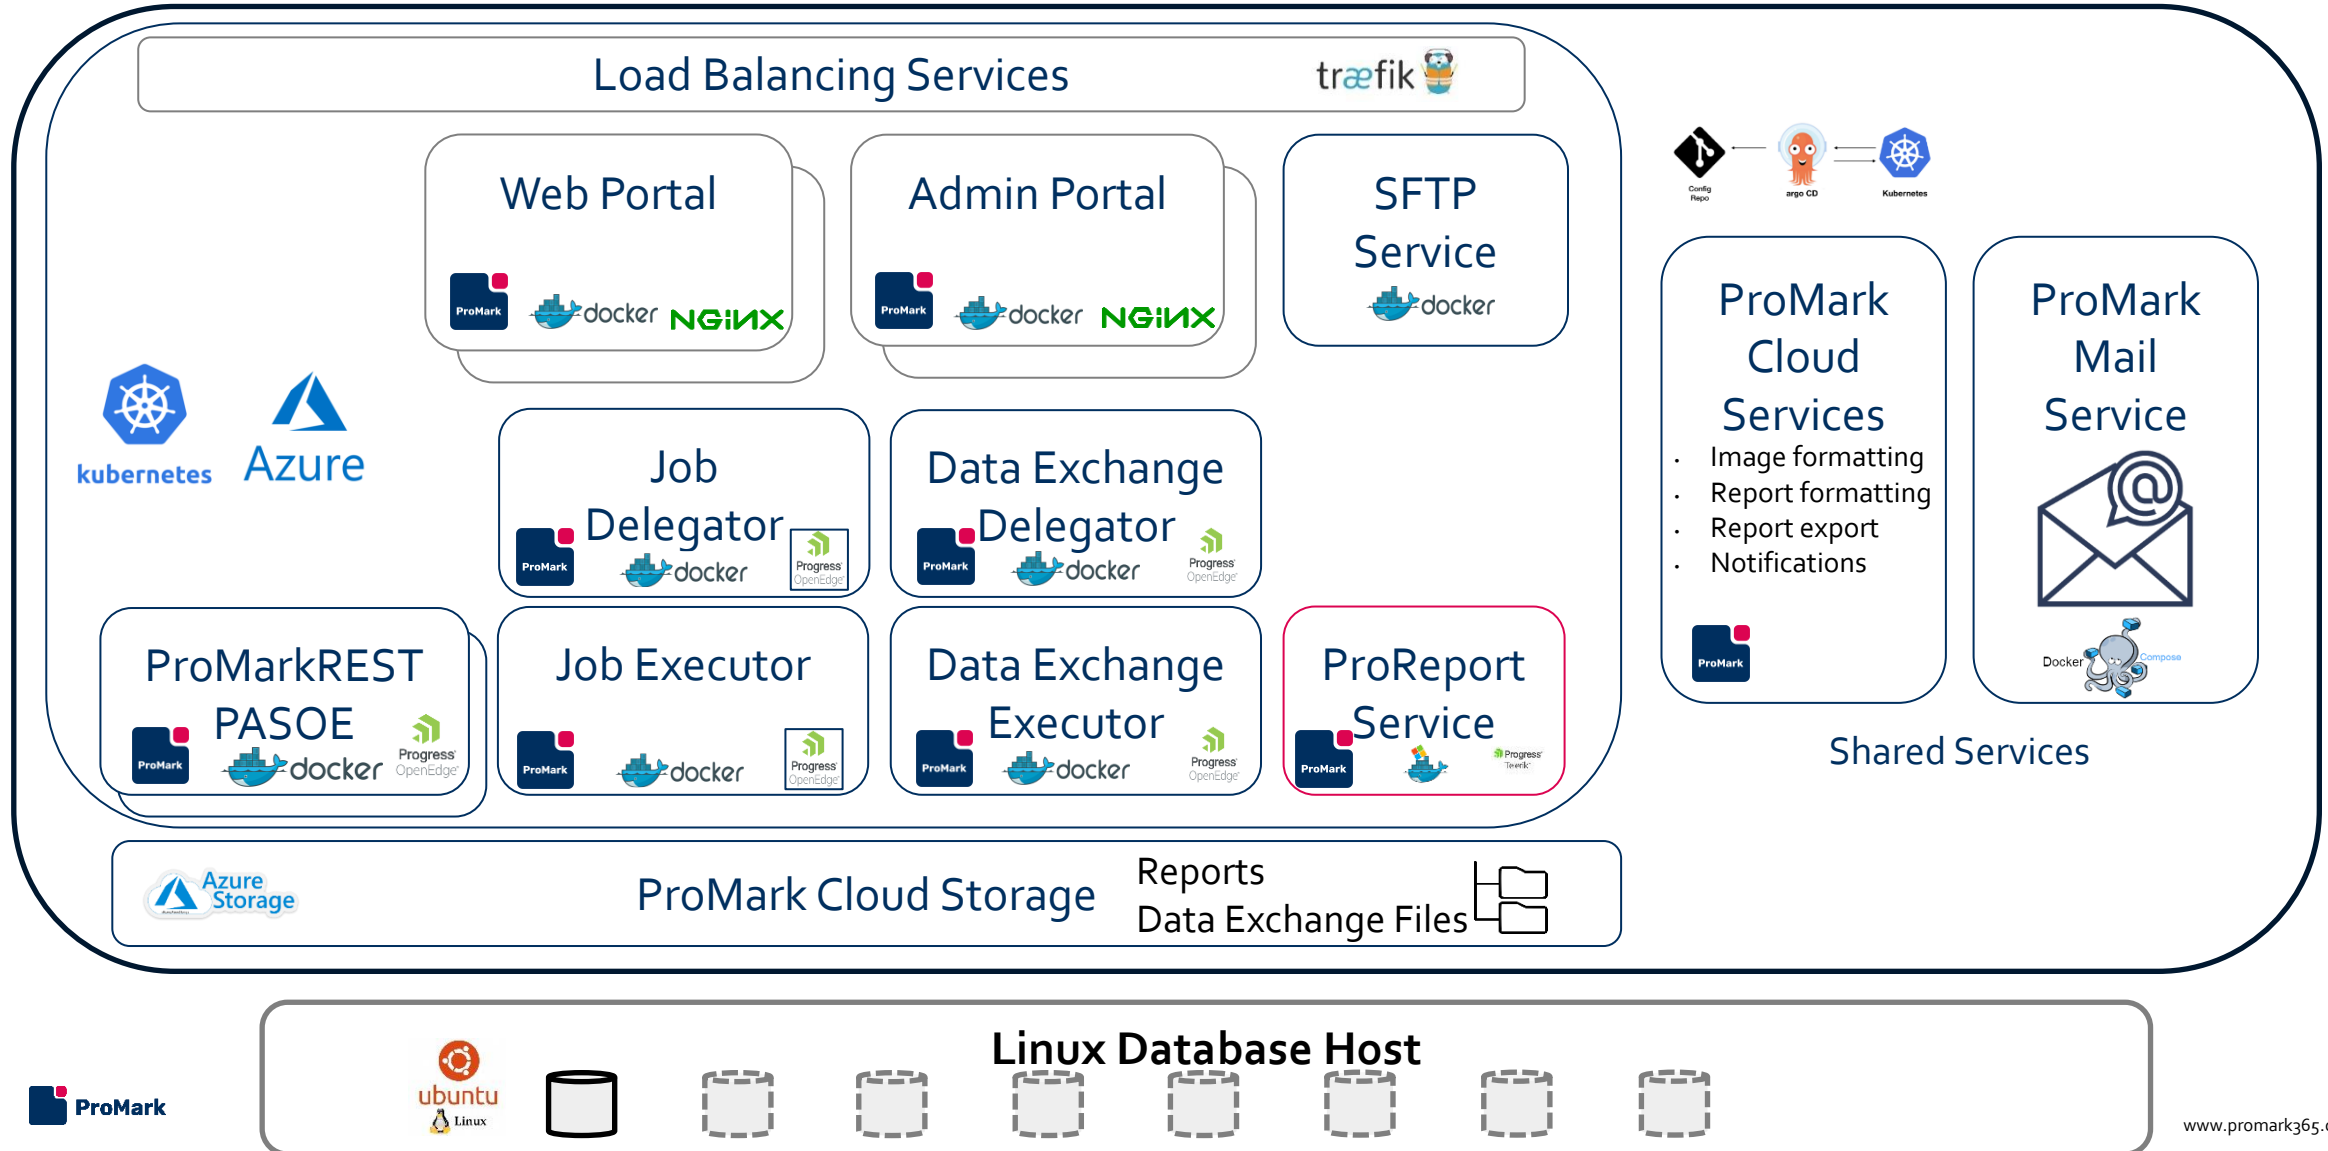 Load Balancing Services
træfik
Web Portal
ProMark
docker
NGINX
Admin Portal
ProMark
docker
NGINX
SFTP
Service
docker
Config
Repo
argo CD
Kubernetes
kubernetes
Azure
Job
Delegator
ProMark
docker
Progress
OpenEdge
Data Exchange
Delegator
ProMark
docker
Progress
OpenEdge
ProMark
Cloud
Services
· Image formatting
· Report formatting
· Report export
· Notifications
ProMark
ProMark
Mail
Service
@
Docker Compose
Shared Services
ProMarkREST
PASOE
ProMark
docker
Progress
OpenEdge
Job Executor
ProMark
docker
Progress
OpenEdge
Data Exchange
Executor
ProMark
docker
Progress
OpenEdge
ProReport
Service
ProMark
Progress
Telerik
Azure
Storage
ProMark Cloud Storage
Reports
Data Exchange Files
Linux Database Host
ubuntu
Linux
ProMark
www.promark365.